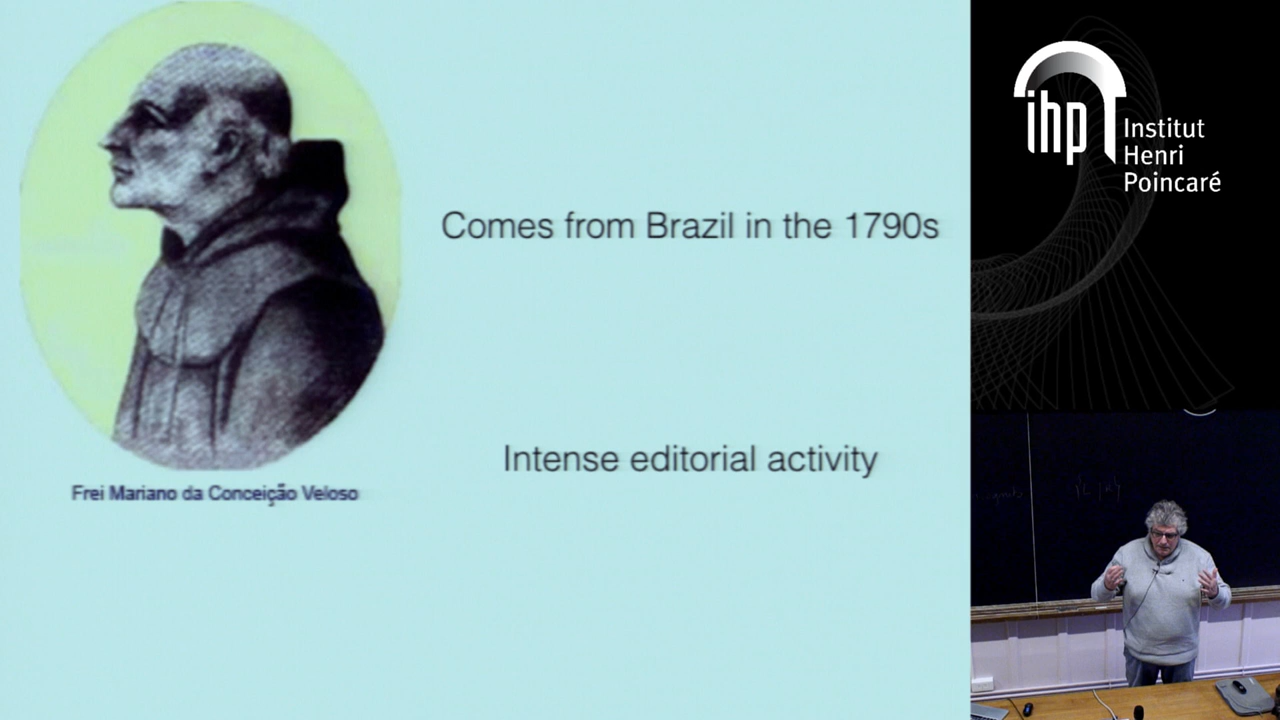 Comes from Brazil in the 1790s
Intense editorial activity
Frei Mariano da Conceição Veloso
ihp
Institut
Henri
Poincaré